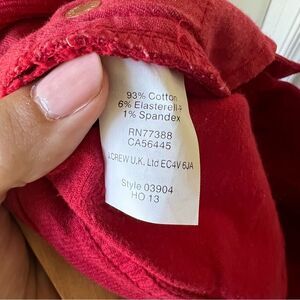 93% Cotton
6% Elasterell-
1% Spandex
RN77388
CA56445
CREW U.K. Ltd EC4V 6JA
Style 03904
HO 13